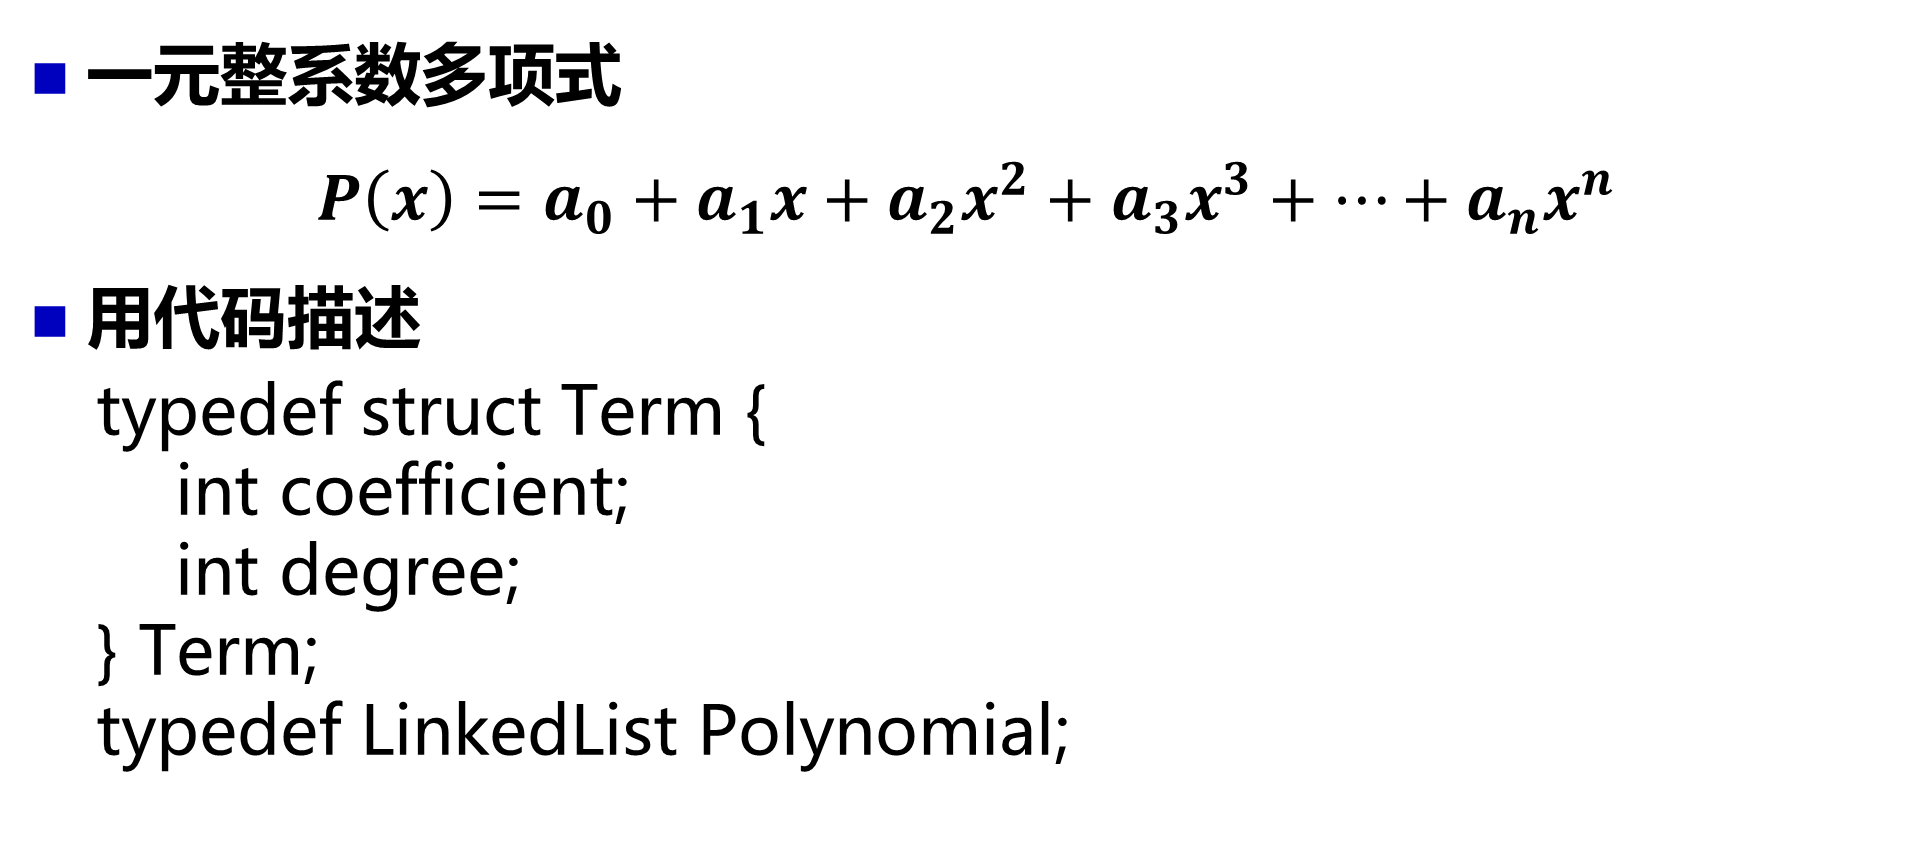 ■ 一元整系数多项式
P(x) = a₀ + a₁x + a₂x² + a₃x³ + ⋯ + aₙxⁿ
■ 用代码描述
typedef struct Term {
    int coefficient;
    int degree;
} Term;
typedef LinkedList Polynomial;